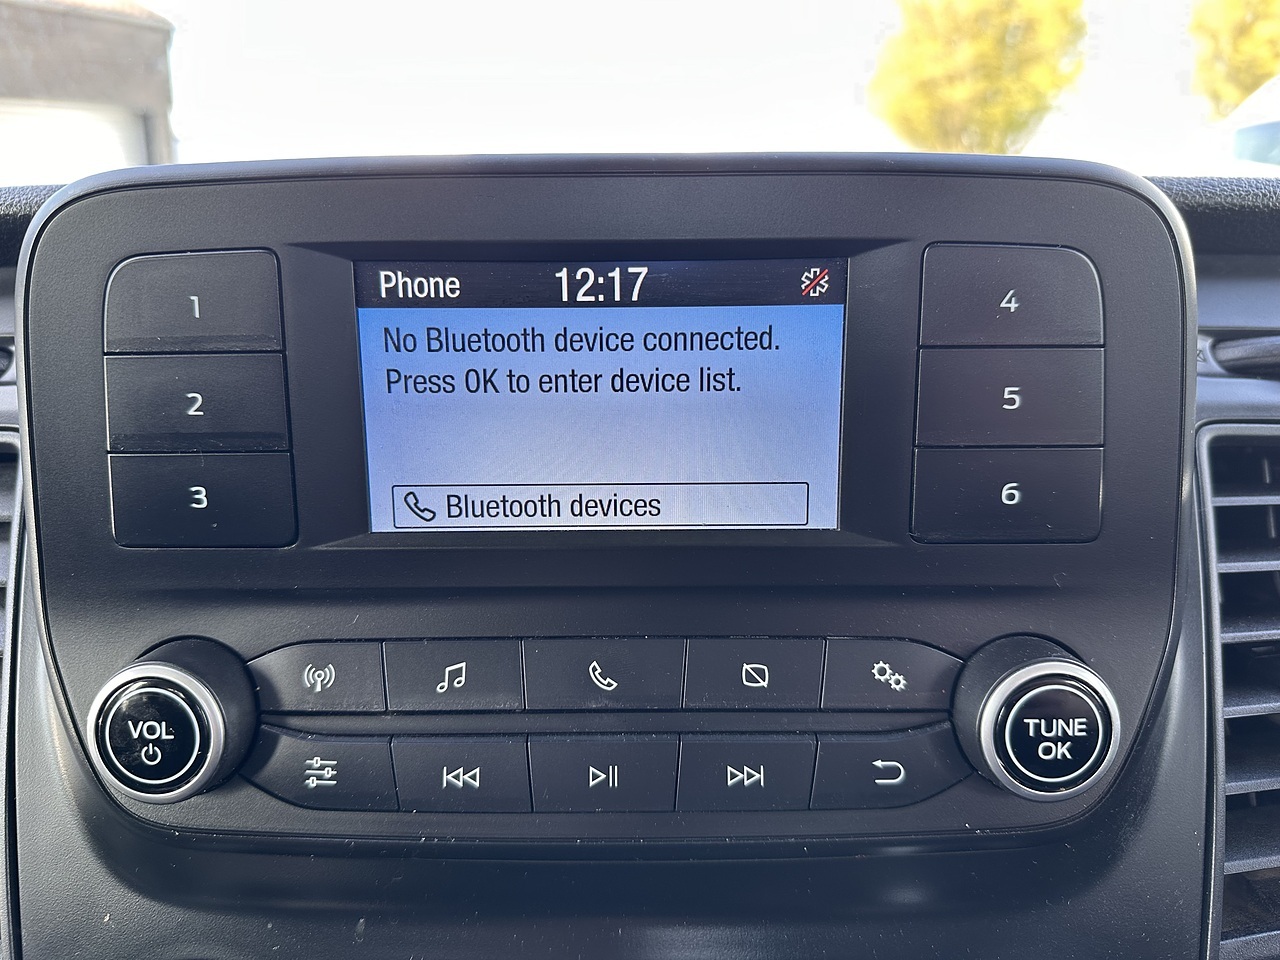 Phone 12:17
No Bluetooth device connected.
Press OK to enter device list.
Bluetooth devices
1
2
3
4
5
6
VOL
TUNE
OK